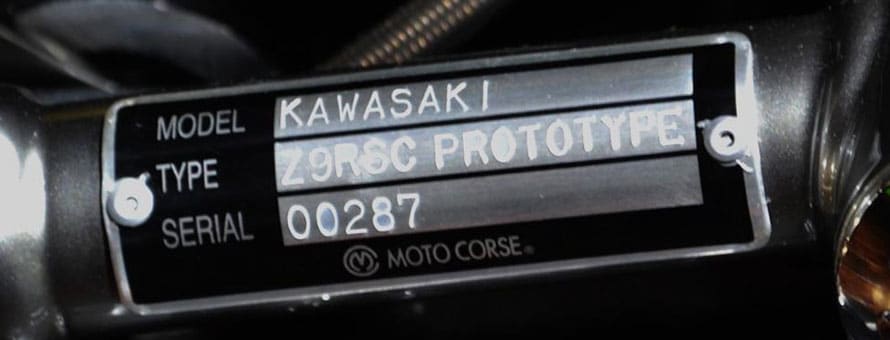 MODEL KAWASAKI
TYPE Z9RSC PROTOTYPE
SERIAL 00287
MOTO CORSE®